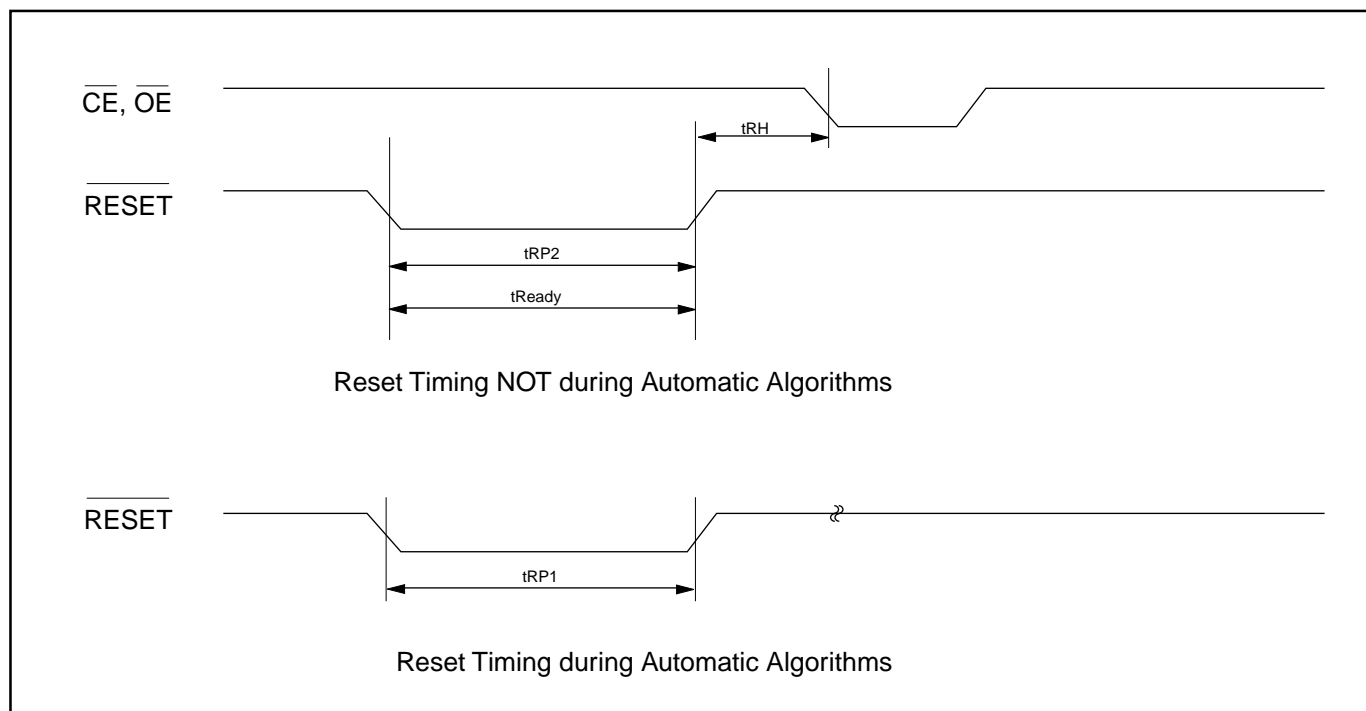 CE, OE
tRH
RESET
tRP2
tReady
Reset Timing NOT during Automatic Algorithms
RESET
tRP1
Reset Timing during Automatic Algorithms